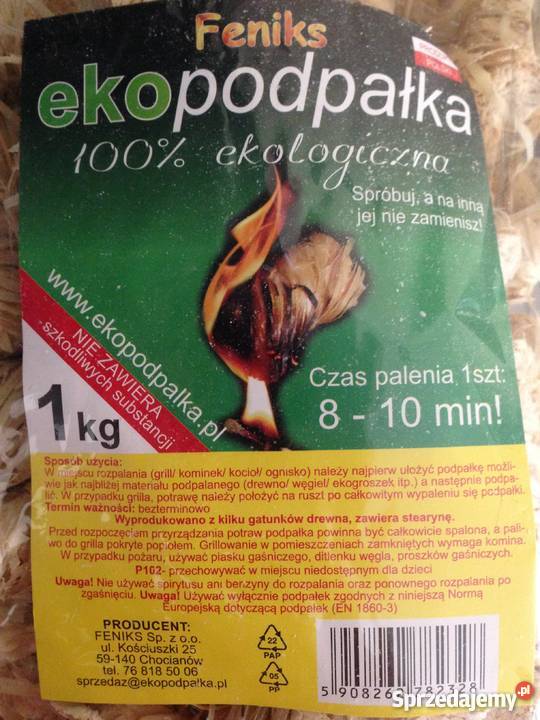 Feniks
PRODUKT
POLSKI
ekopodpałka
100% ekologiczna
Spróbuj, a na inną
jej nie zamienisz!
www.ekopodpalka.pl
NIE ZAWIERA
szkodliwych substancji
1 kg
Czas palenia 1szt:
8 - 10 min!
Sposób użycia:
W miejscu rozpalania (grill/ kominek/ kocioł/ ognisko) należy najpierw ułożyć podpałkę możli-
wie jak najbliżej materiału podpalanego (drewno/ węgiel/ ekogroszek itp.) a następnie podpa-
lić. W przypadku grilla, potrawę należy położyć na ruszt po całkowitym wypaleniu się podpałki.
Termin ważności: bezterminowo
Wyprodukowano z kilku gatunków drewna, zawiera stearynę.
Przed rozpoczęciem przyrządzania potraw podpałka powinna być całkowicie spalona, a pali-
wo do grilla pokryte popiołem. Grillowanie w pomieszczeniach zamkniętych wymaga komina.
W przypadku pożaru, używać piasku gaśniczego, ditlenku węgla, proszków gaśniczych.
P102- przechowywać w miejscu niedostępnym dla dzieci
Uwaga! Nie używać spirytusu ani benzyny do rozpalania oraz ponownego rozpalania po
zgaśnięciu. Uwaga! Używać wyłącznie podpałek zgodnych z niniejszą Normą
Europejską dotyczącą podpałek (EN 1860-3)
PRODUCENT:
FENIKS Sp. z o.o.
ul. Kościuszki 25
59-140 Chocianów
tel. 76 818 50 06
sprzedaz@ekopodpalka.pl
22
PAP
05
PP
5 908261 782328
Sprzedajemy.pl